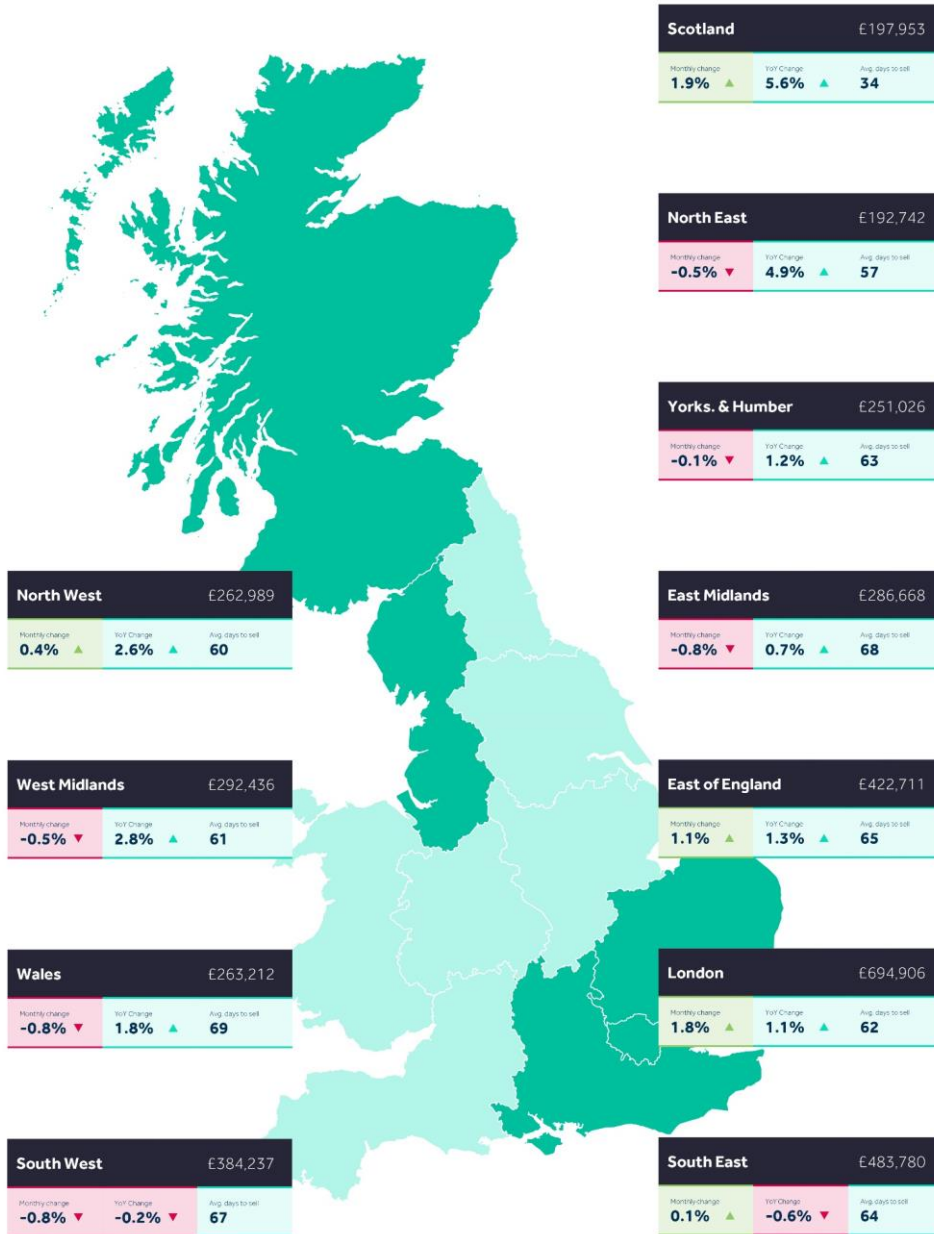 Scotland £197,953
Monthly change YoY Change Avg. days to sell
1.9% 5.6% 34
North East £192,742
Monthly change YoY Change Avg. days to sell
-0.5% 4.9% 57
Yorks. & Humber £251,026
Monthly change YoY Change Avg. days to sell
-0.1% 1.2% 63
North West £262,989
Monthly change YoY Change Avg. days to sell
0.4% 2.6% 60
East Midlands £286,668
Monthly change YoY Change Avg. days to sell
-0.8% 0.7% 68
West Midlands £292,436
Monthly change YoY Change Avg. days to sell
-0.5% 2.8% 61
East of England £422,711
Monthly change YoY Change Avg. days to sell
1.1% 1.3% 65
Wales £263,212
Monthly change YoY Change Avg. days to sell
-0.8% 1.8% 69
London £694,906
Monthly change YoY Change Avg. days to sell
1.8% 1.1% 62
South West £384,237
Monthly change YoY Change Avg. days to sell
-0.8% -0.2% 67
South East £483,780
Monthly change YoY Change Avg. days to sell
0.1% -0.6% 64